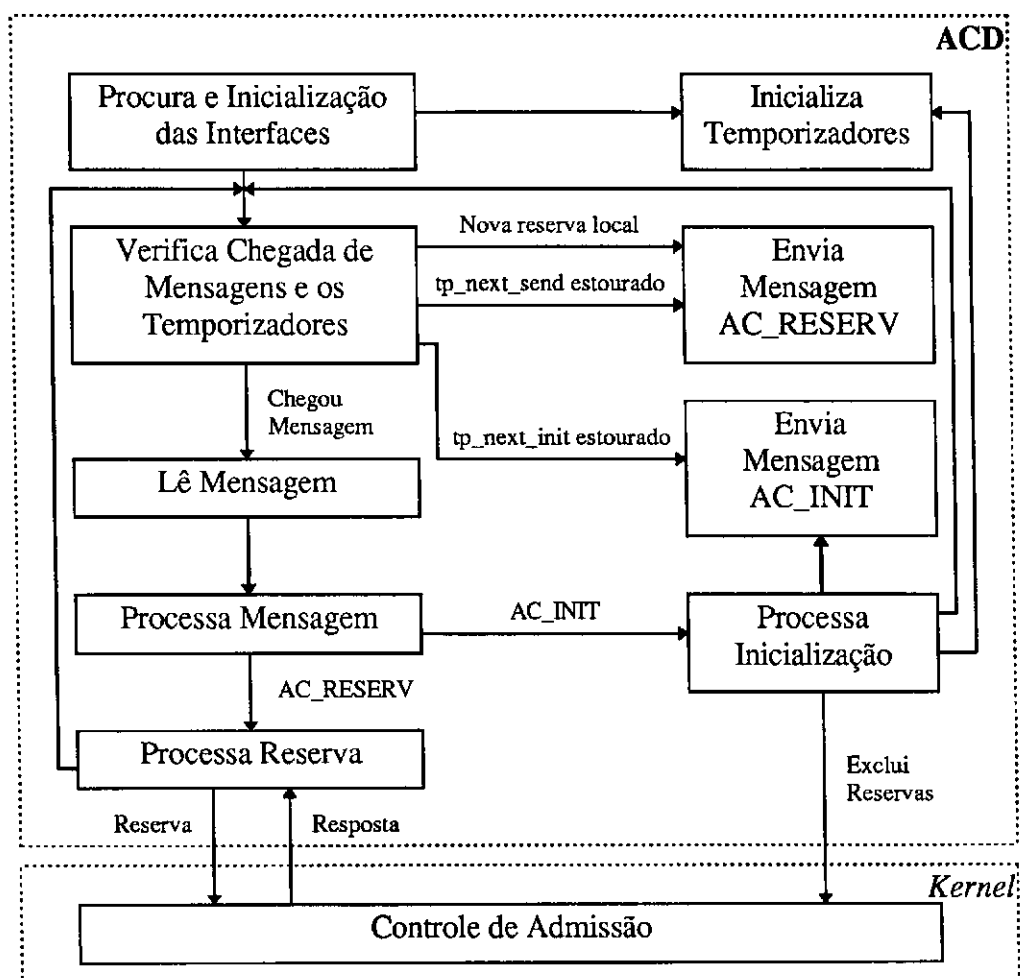 ACD
Procura e Inicialização
das Interfaces
Inicializa
Temporizadores
Verifica Chegada de
Mensagens e os
Temporizadores
Nova reserva local
tp_next_send estourado
Envia
Mensagem
AC_RESERV
Chegou
Mensagem
tp_next_init estourado
Envia
Mensagem
AC_INIT
Lê Mensagem
Processa Mensagem
AC_INIT
Processa
Inicialização
AC_RESERV
Processa Reserva
Exclui
Reservas
Reserva
Resposta
Kernel
Controle de Admissão